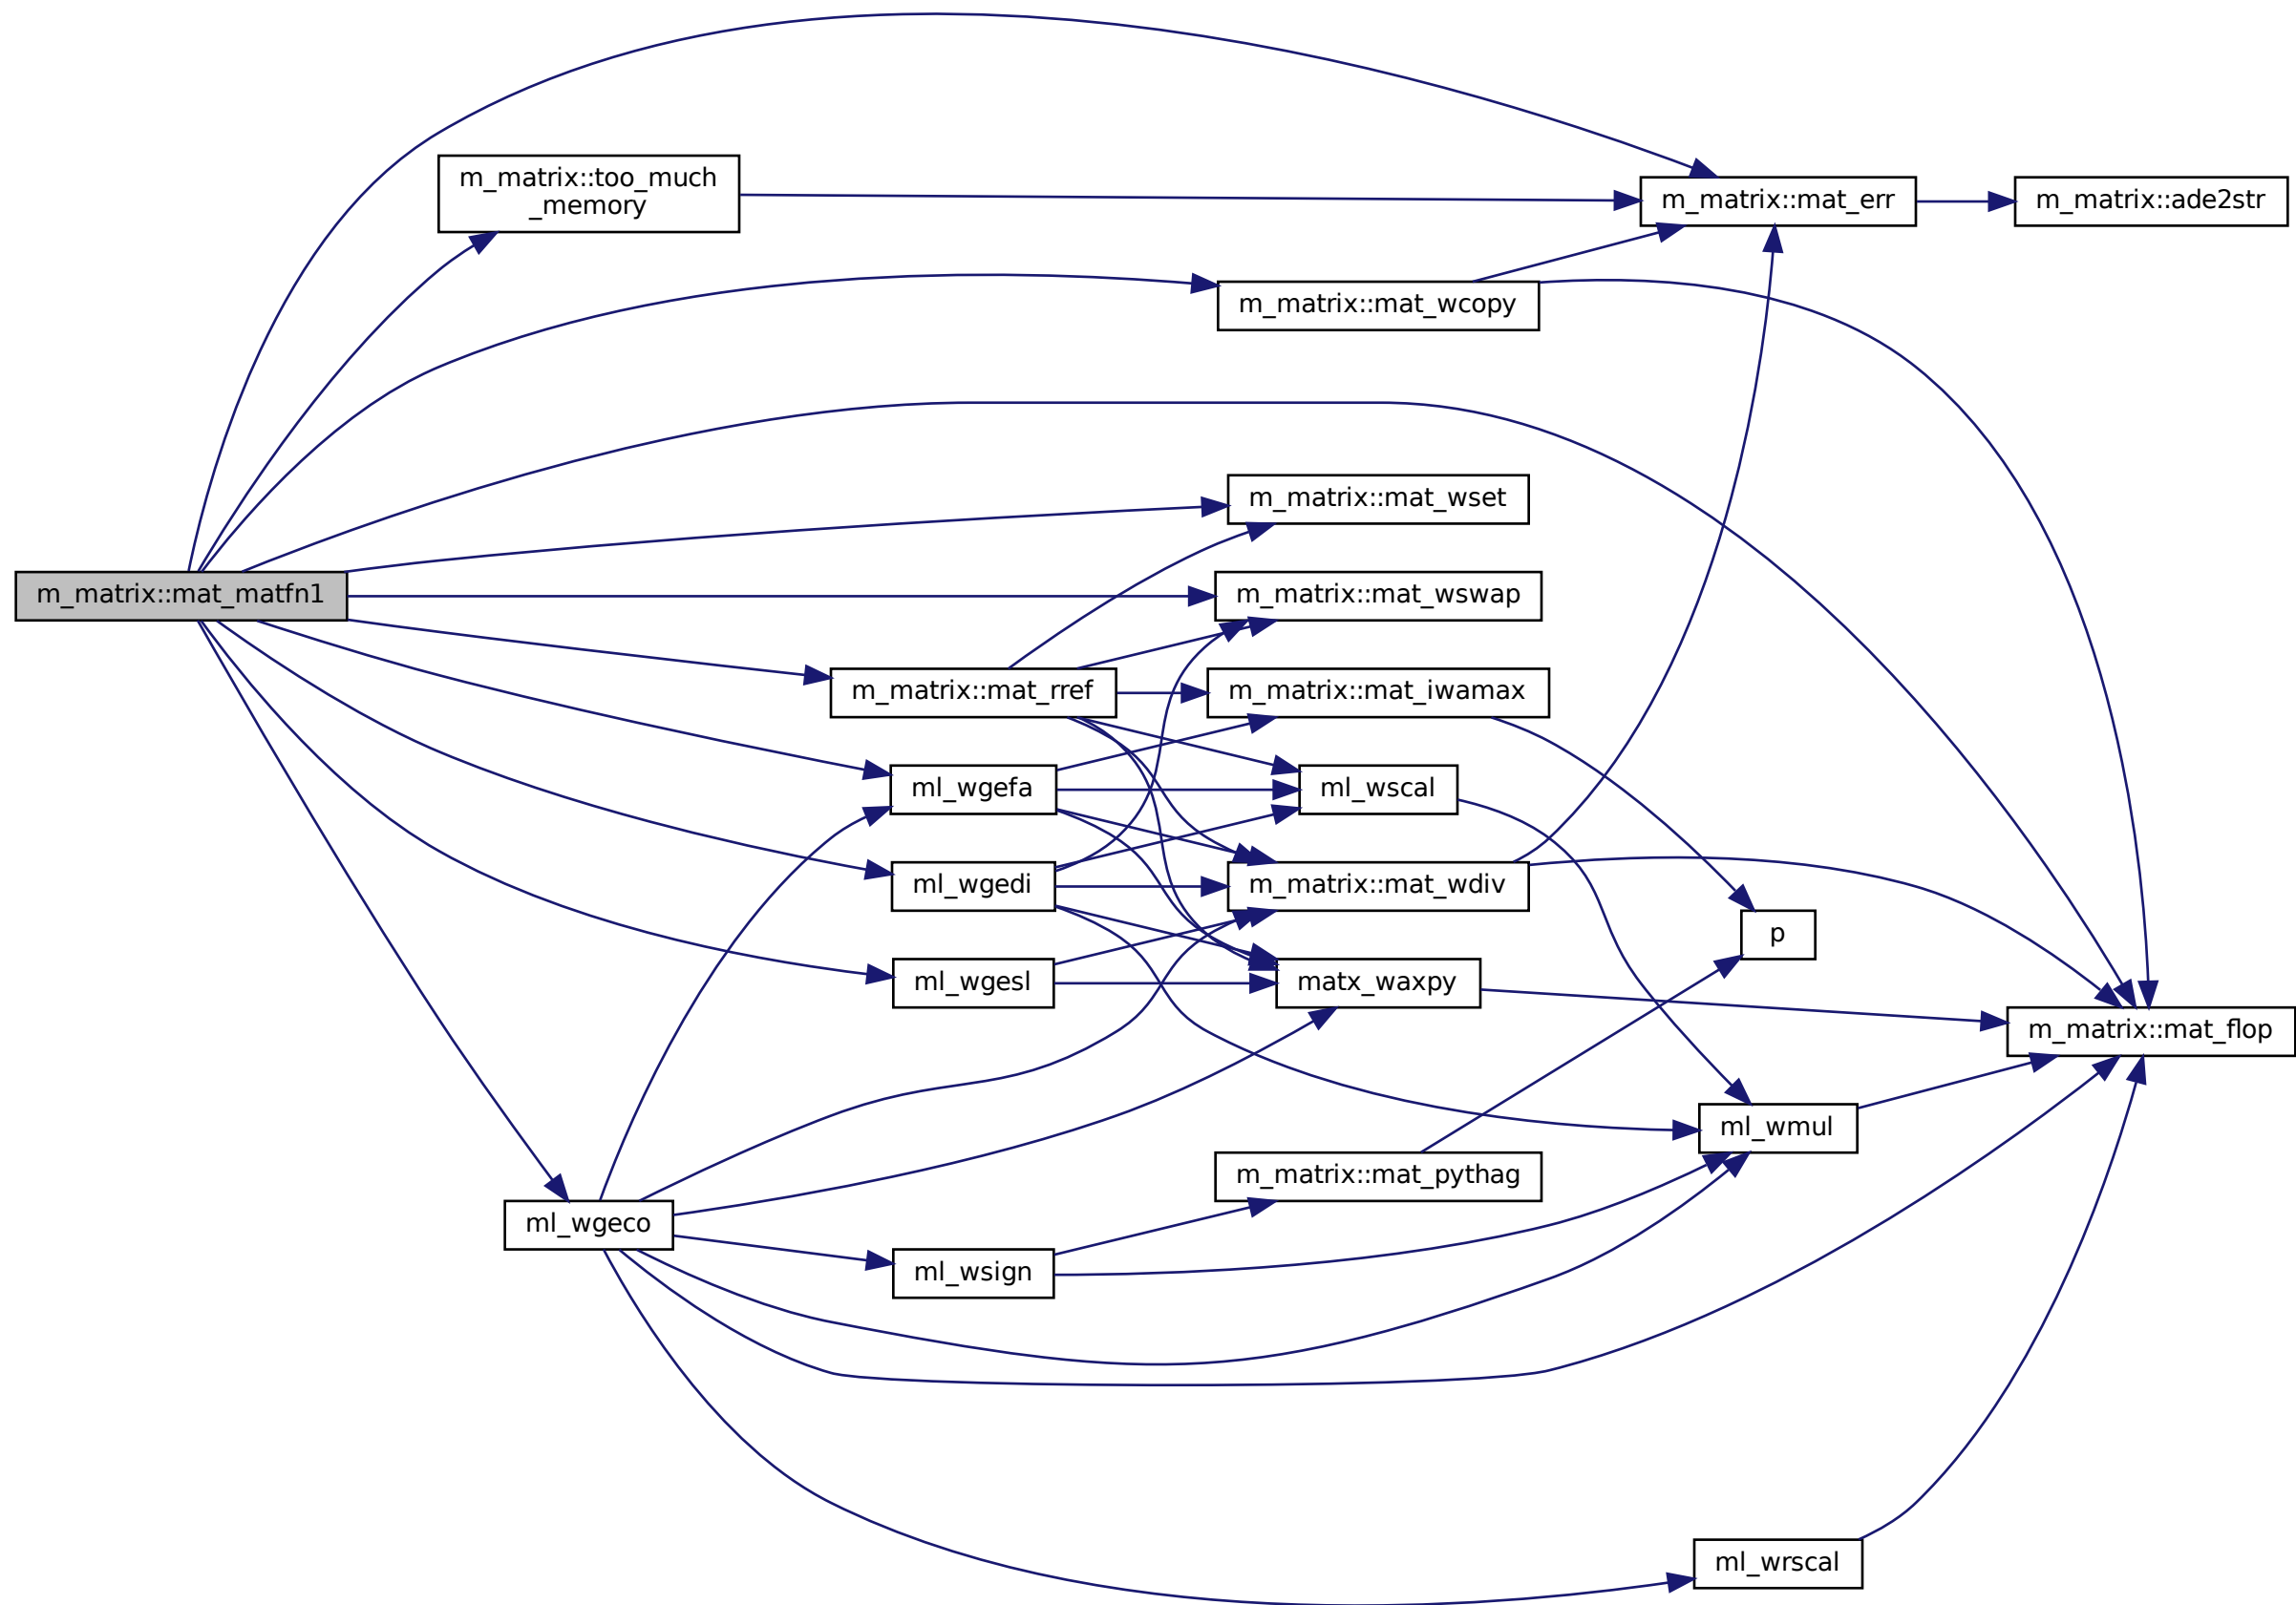 m_matrix::too_much
_memory
m_matrix::mat_err
m_matrix::ade2str
m_matrix::mat_wcopy
m_matrix::mat_wset
m_matrix::mat_matfn1
m_matrix::mat_wswap
m_matrix::mat_rref
m_matrix::mat_iwamax
ml_wgefa
ml_wscal
ml_wgedi
m_matrix::mat_wdiv
p
ml_wgesl
matx_waxpy
m_matrix::mat_flop
ml_wmul
m_matrix::mat_pythag
ml_wgeco
ml_wsign
ml_wrscal